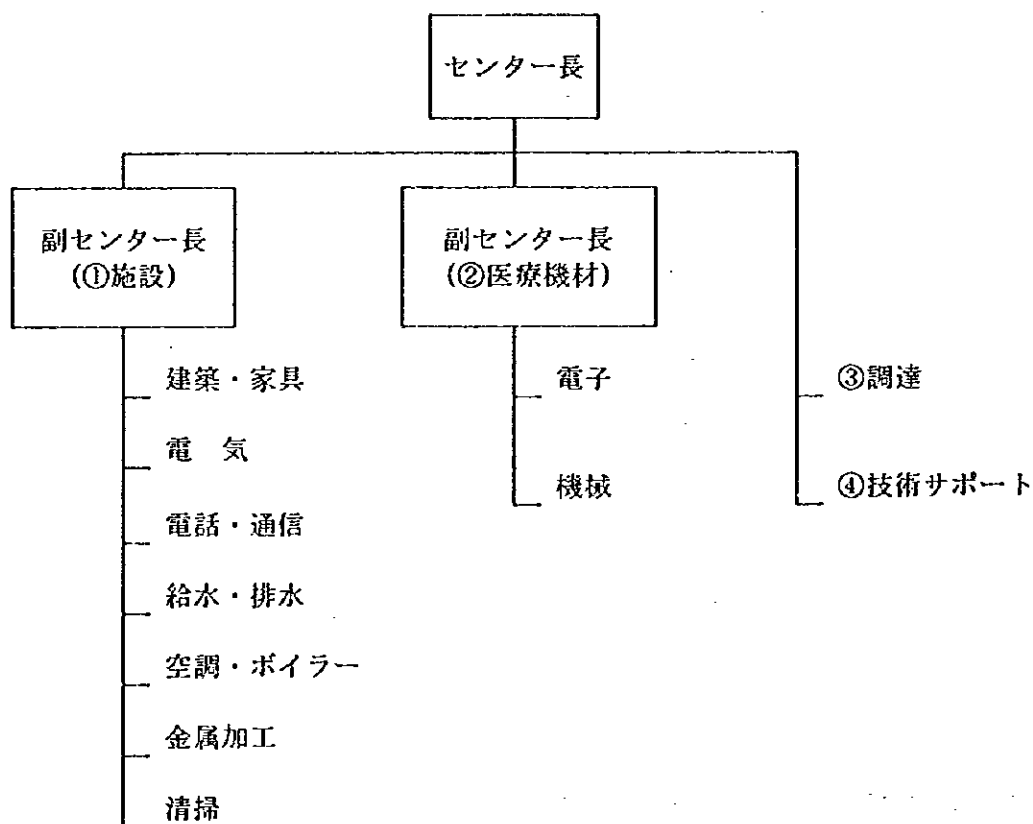 センター長
副センター長
(①施設)
副センター長
(②医療機材)
建築・家具
電　気
電話・通信
給水・排水
空調・ボイラー
金属加工
清掃
電子
機械
③調達
④技術サポート